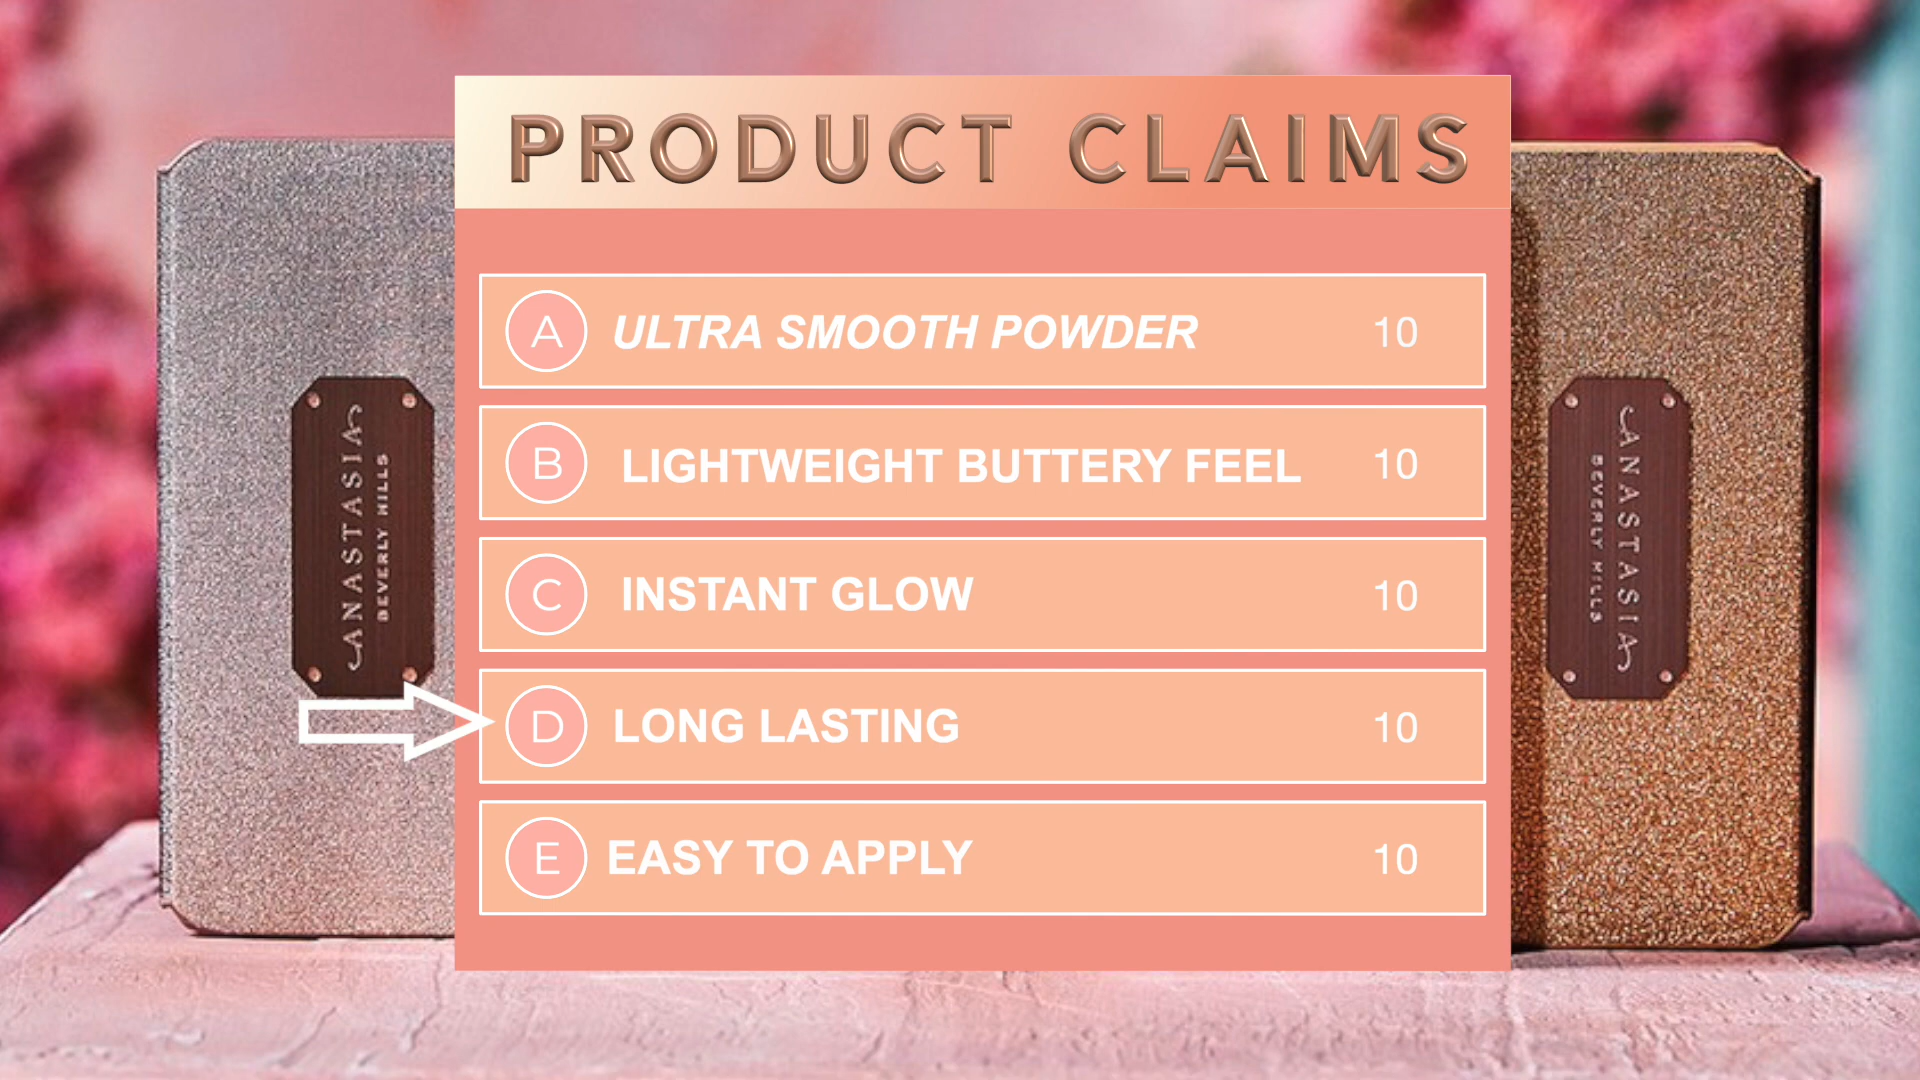 PRODUCT CLAIMS
A ULTRA SMOOTH POWDER 10
B LIGHTWEIGHT BUTTERY FEEL 10
C INSTANT GLOW 10
D LONG LASTING 10
E EASY TO APPLY 10
ANASTASIA
BEVERLY HILLS
ANASTASIA
BEVERLY HILLS